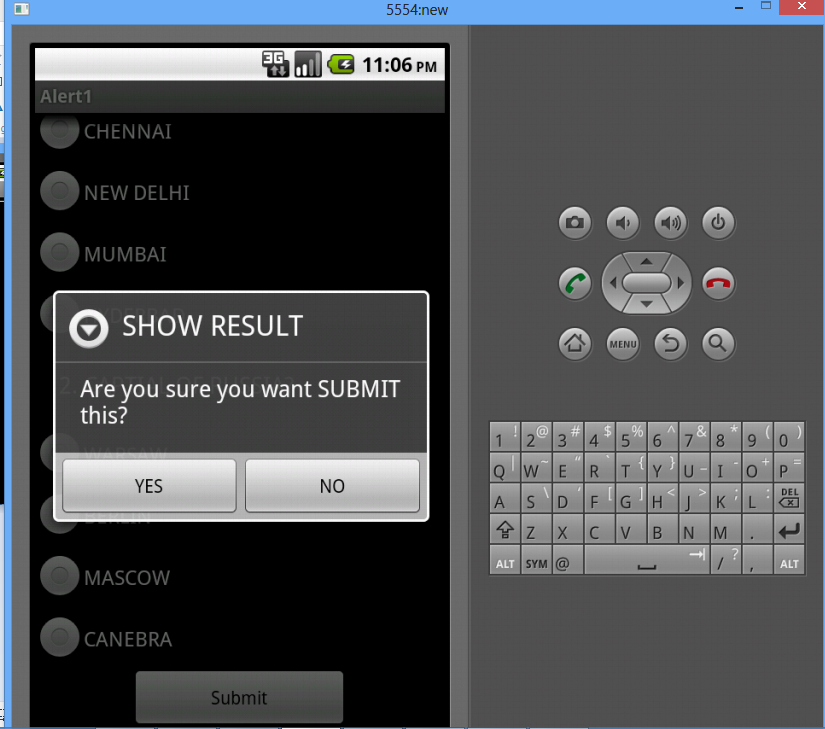 5554:new
3G
11:06 PM
Alert1
CHENNAI
NEW DELHI
MUMBAI
SHOW RESULT
Are you sure you want SUBMIT
this?
WARSAW
YES
NO
BERLIN
MASCOW
CANEBRA
Submit
MENU
1 ! 2 @ 3 # 4 $ 5 % 6 ^ 7 & 8 * 9 ( 0 )
Q | W ~ E “ R ` T { Y } U _ I - O + P =
A S \ D ‘ F [ G ] H < J > K ; L : DEL
Z X C V B N M .
ALT SYM @ / ? , ALT